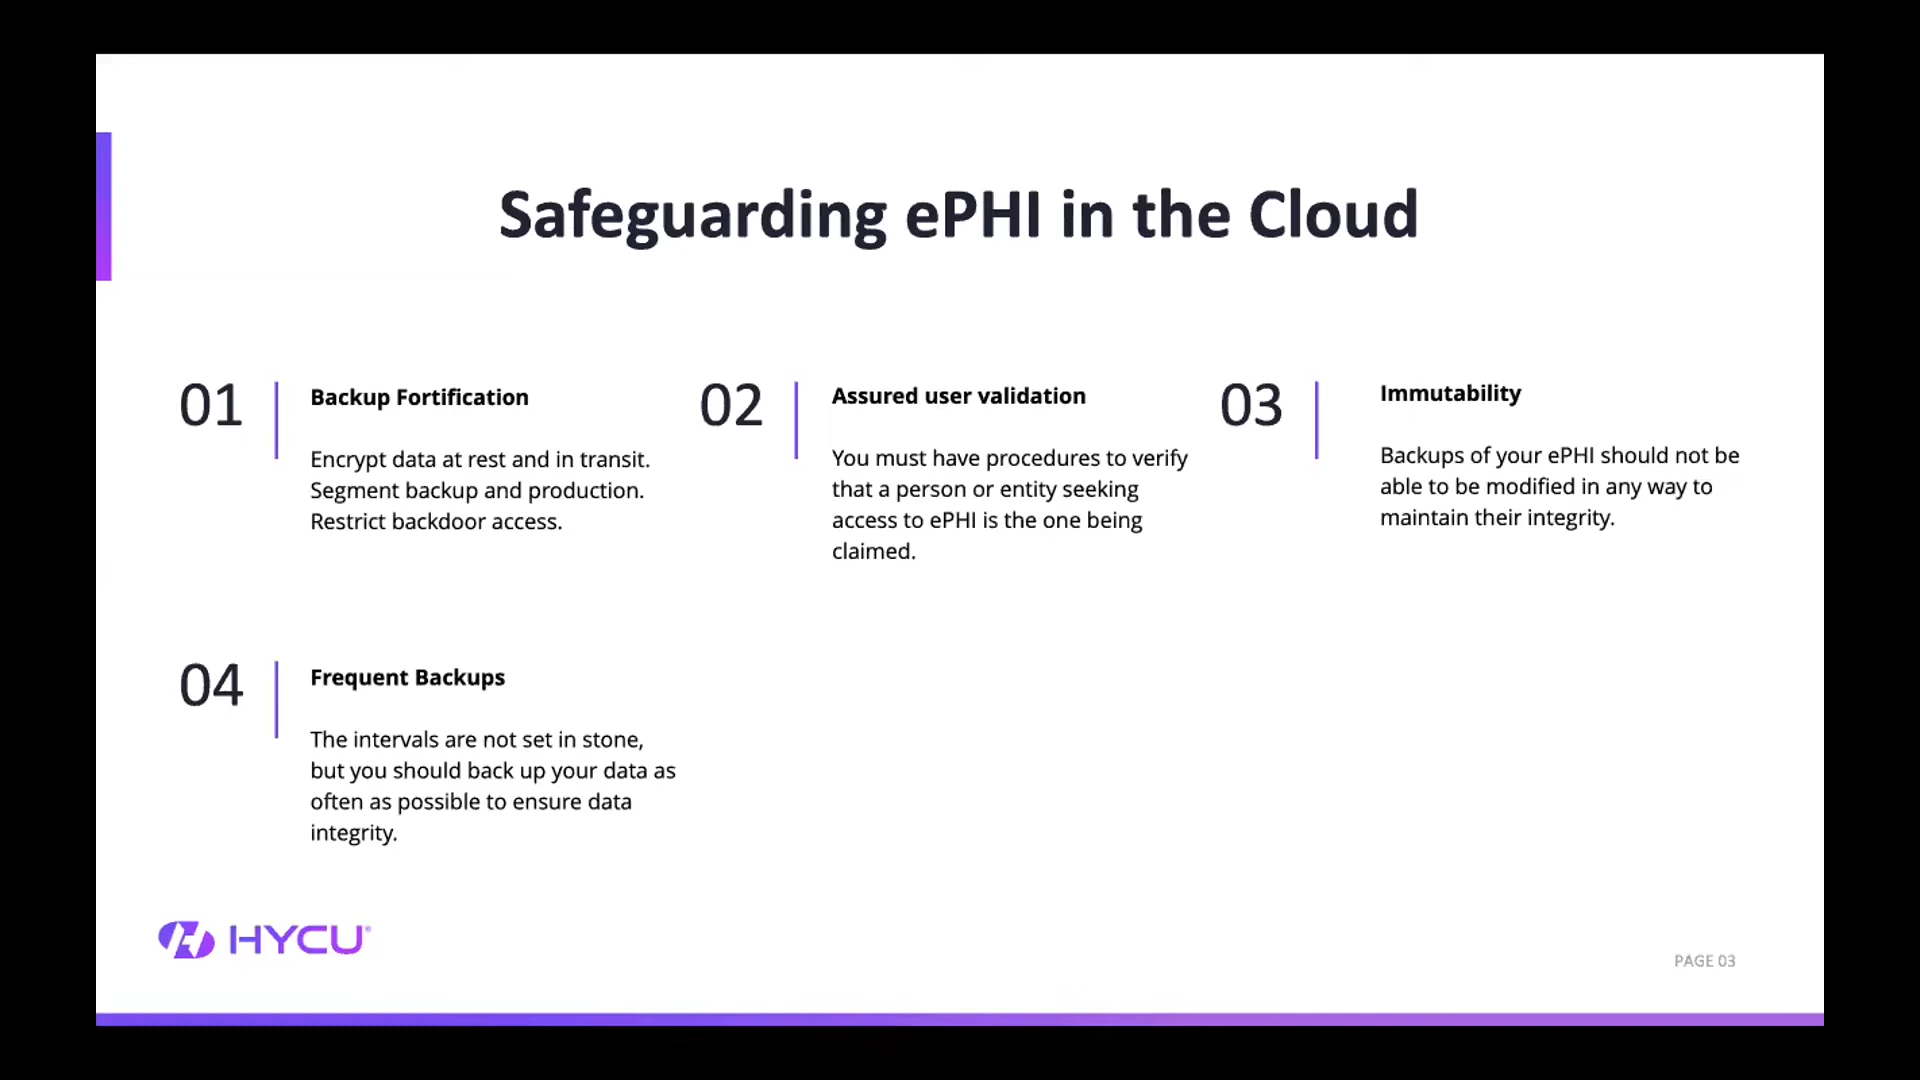 Safeguarding ePHI in the Cloud
01
Backup Fortification
Encrypt data at rest and in transit.
Segment backup and production.
Restrict backdoor access.
02
Assured user validation
You must have procedures to verify
that a person or entity seeking
access to ePHI is the one being
claimed.
03
Immutability
Backups of your ePHI should not be
able to be modified in any way to
maintain their integrity.
04
Frequent Backups
The intervals are not set in stone,
but you should back up your data as
often as possible to ensure data
integrity.
HYCU®
PAGE 03